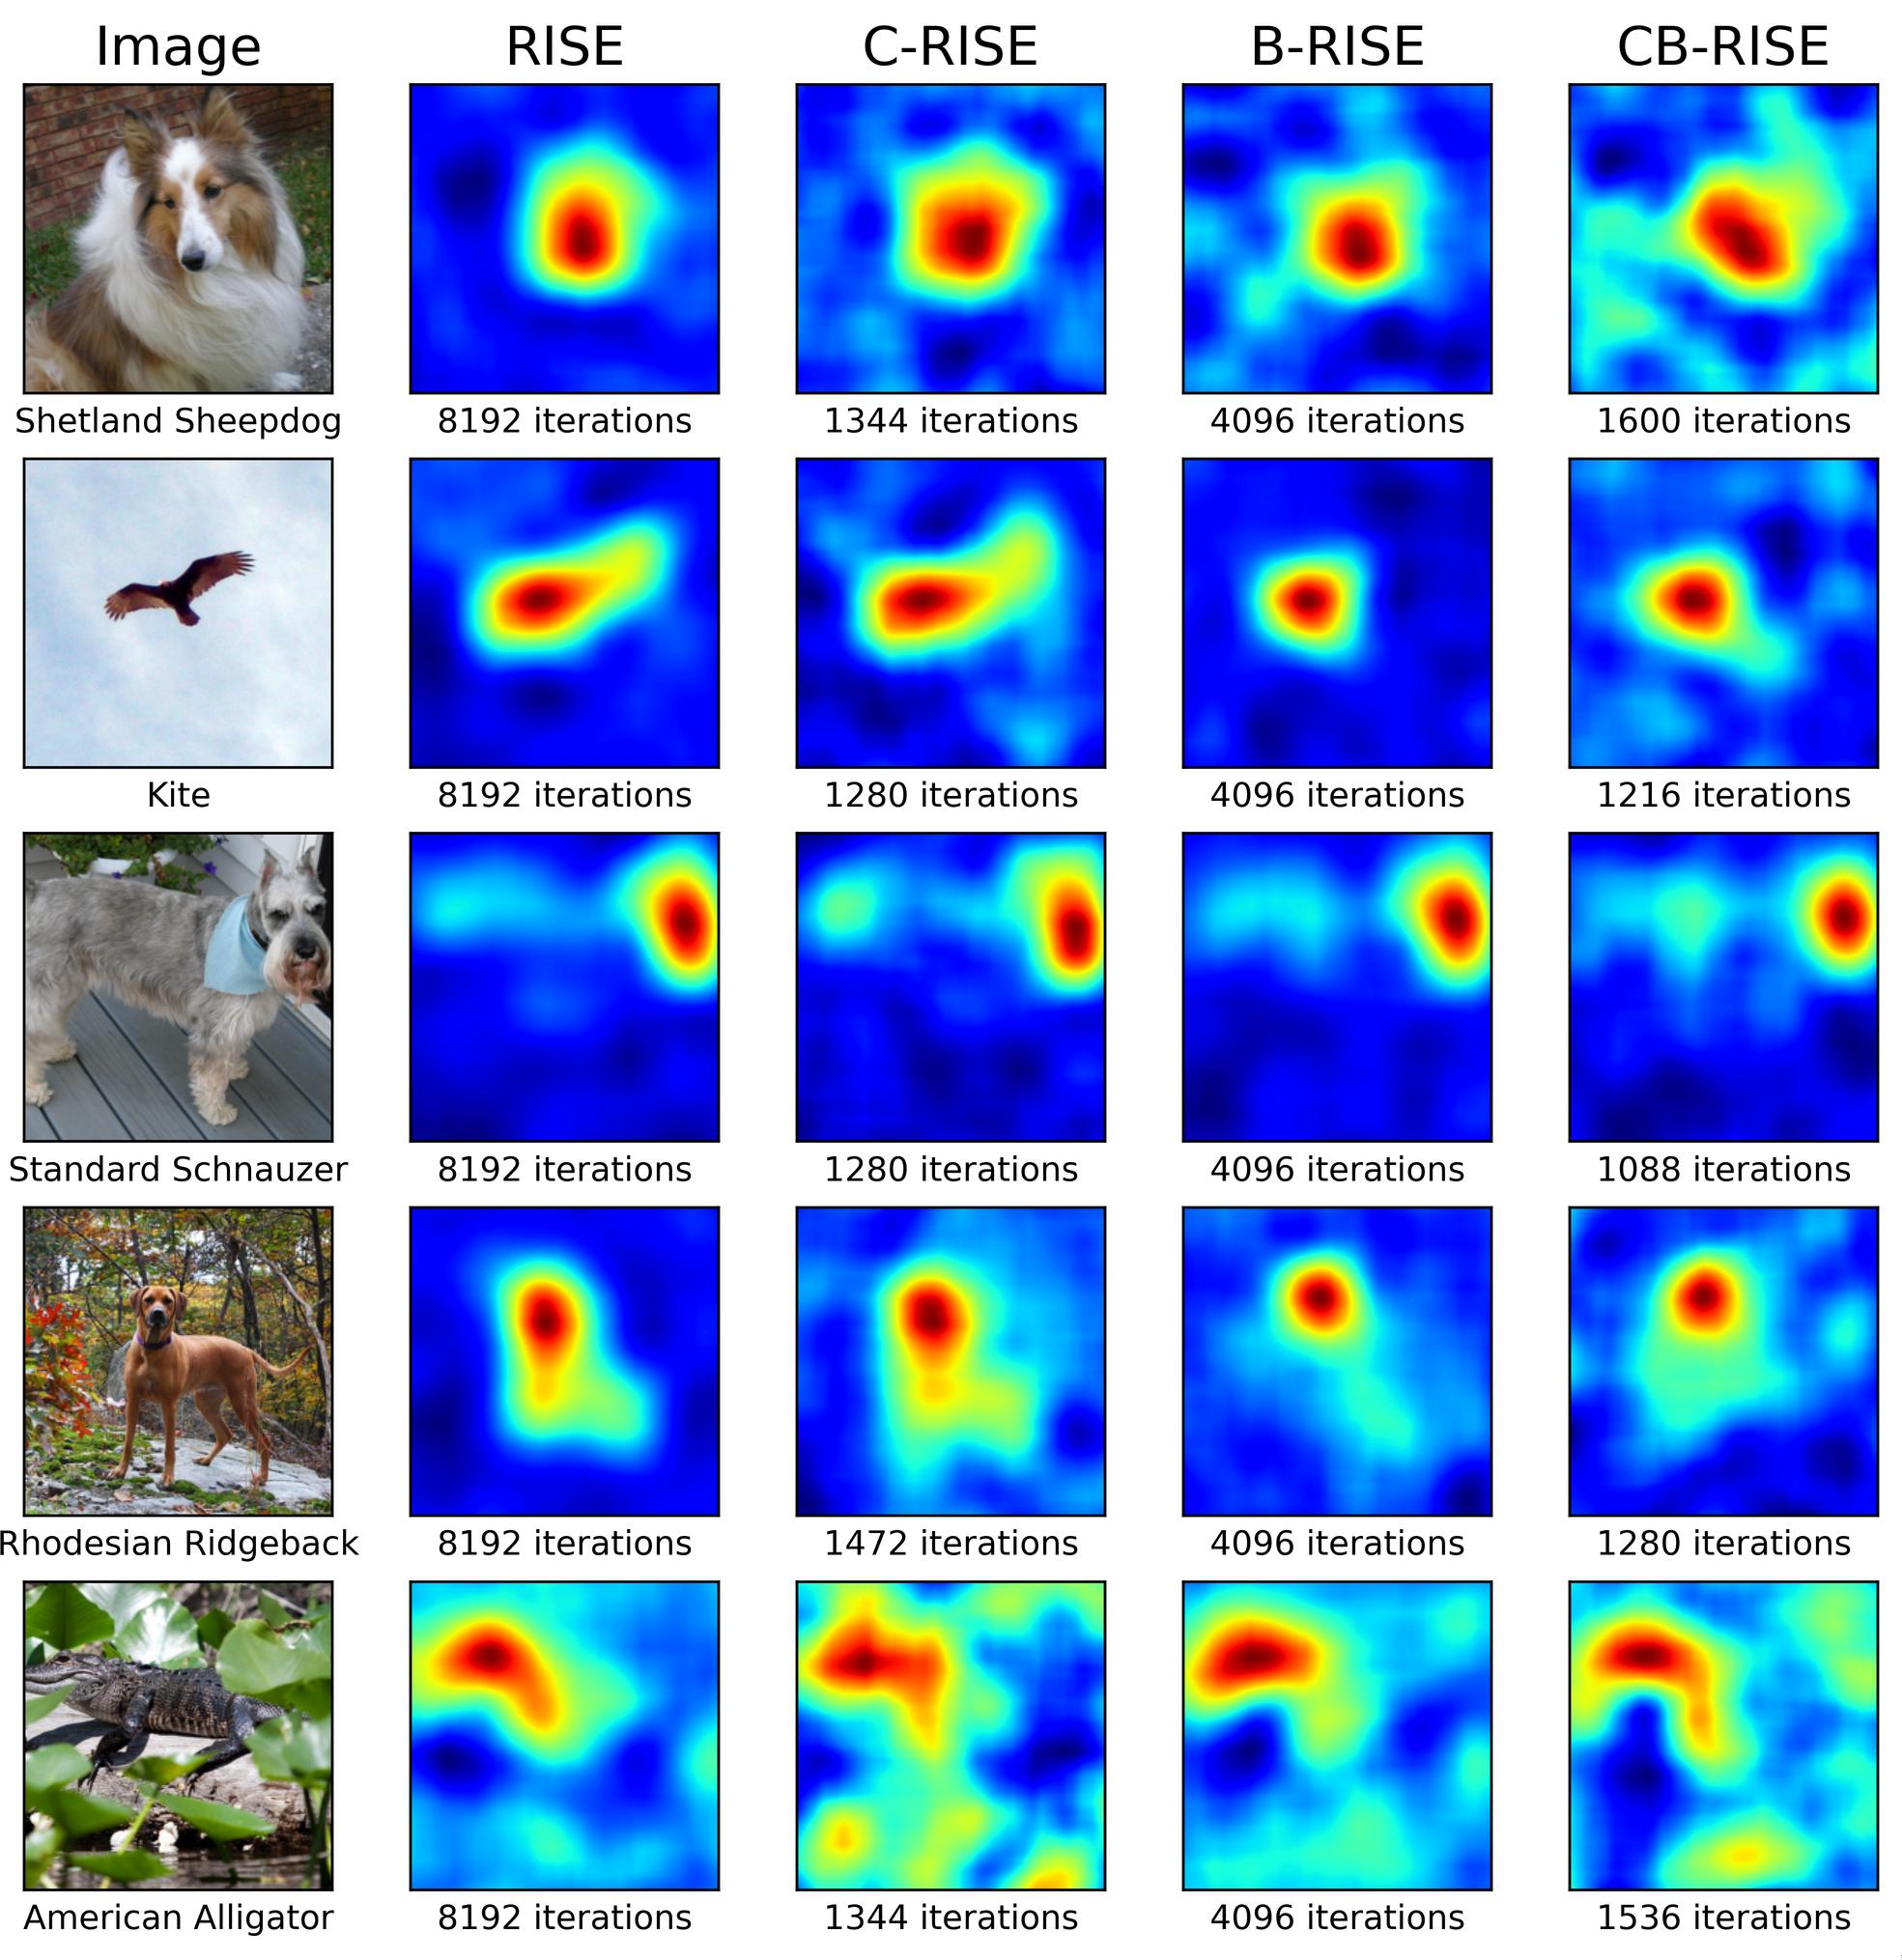 Image RISE C-RISE B-RISE CB-RISE
Shetland Sheepdog 8192 iterations 1344 iterations 4096 iterations 1600 iterations
Kite 8192 iterations 1280 iterations 4096 iterations 1216 iterations
Standard Schnauzer 8192 iterations 1280 iterations 4096 iterations 1088 iterations
Rhodesian Ridgeback 8192 iterations 1472 iterations 4096 iterations 1280 iterations
American Alligator 8192 iterations 1344 iterations 4096 iterations 1536 iterations